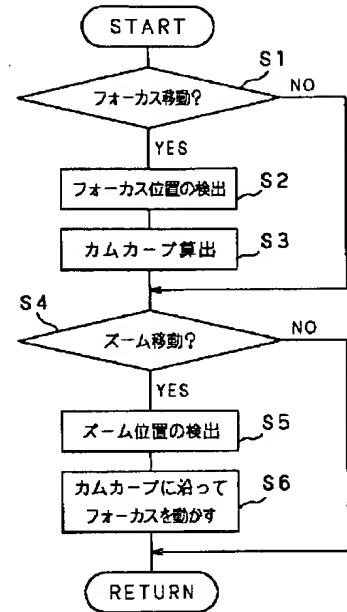 START
S1
フォーカス移動?
NO
YES
フォーカス位置の検出
S2
カムカーブ算出
S3
S4
ズーム移動?
NO
YES
ズーム位置の検出
S5
カムカーブに沿って
フォーカスを動かす
S6
RETURN